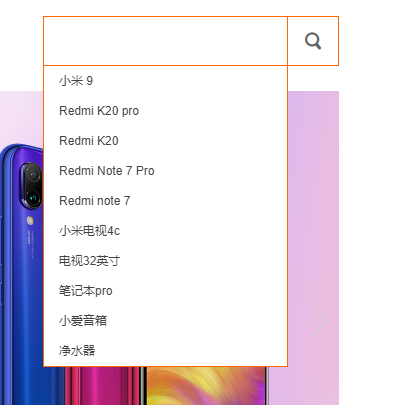 小米 9
Redmi K20 pro
Redmi K20
Redmi Note 7 Pro
Redmi note 7
小米电视4c
电视32英寸
笔记本pro
小爱音箱
净水器